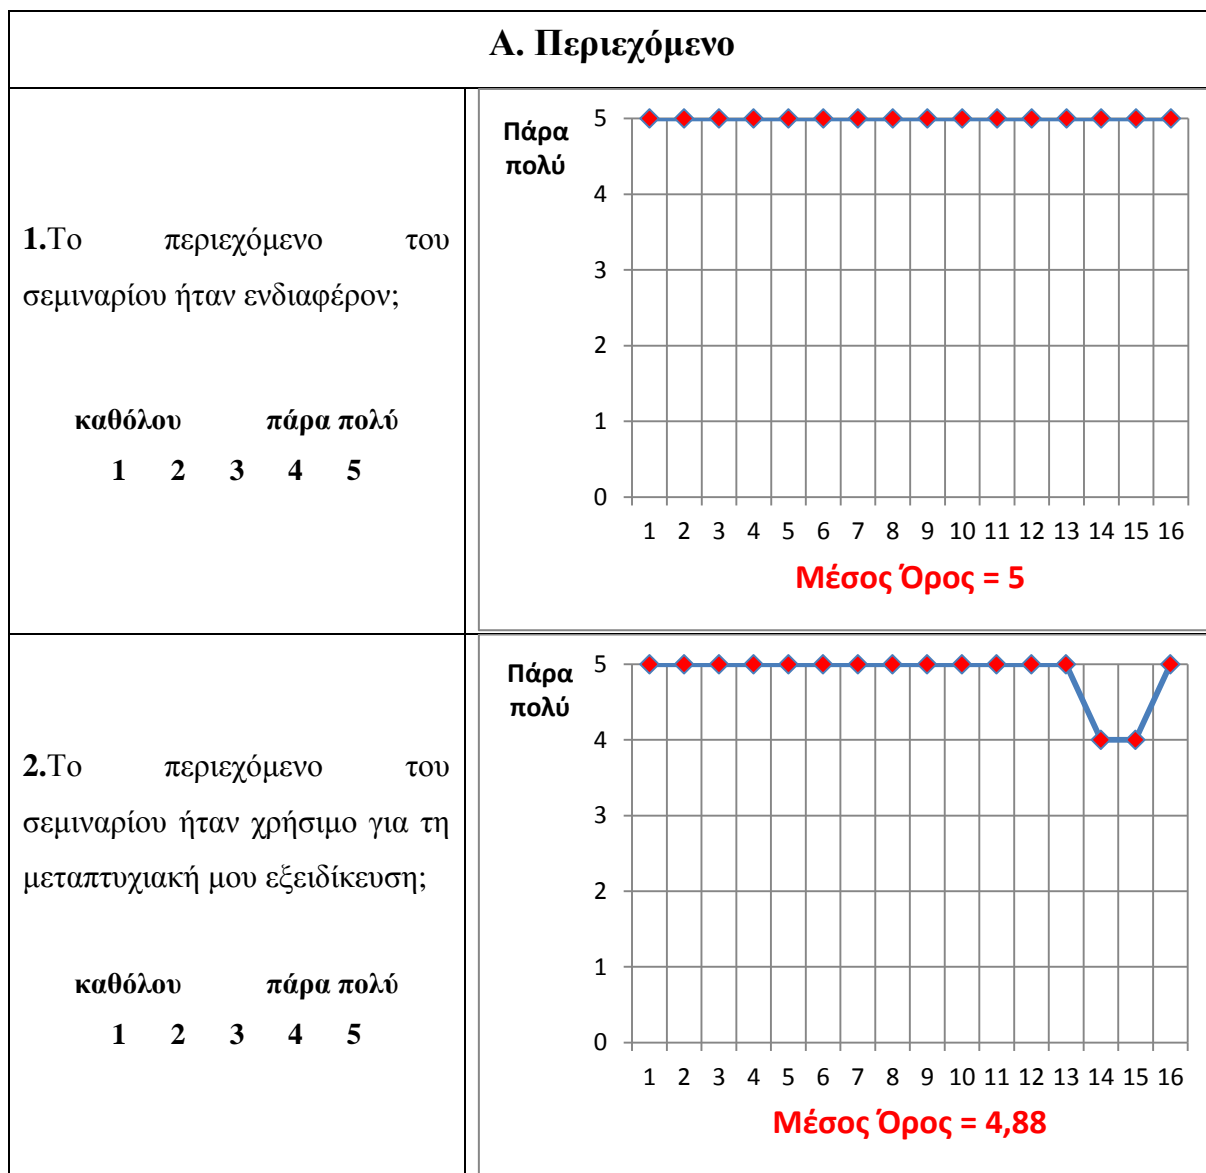 Α. Περιεχόμενο
1.Το περιεχόμενο του
σεμιναρίου ήταν ενδιαφέρον;
καθόλου πάρα πολύ
1 2 3 4 5
Πάρα
πολύ
5
4
3
2
1
0
1 2 3 4 5 6 7 8 9 10 11 12 13 14 15 16
Μέσος Όρος = 5
2.Το περιεχόμενο του
σεμιναρίου ήταν χρήσιμο για τη
μεταπτυχιακή μου εξειδίκευση;
καθόλου πάρα πολύ
1 2 3 4 5
Πάρα
πολύ
5
4
3
2
1
0
1 2 3 4 5 6 7 8 9 10 11 12 13 14 15 16
Μέσος Όρος = 4,88